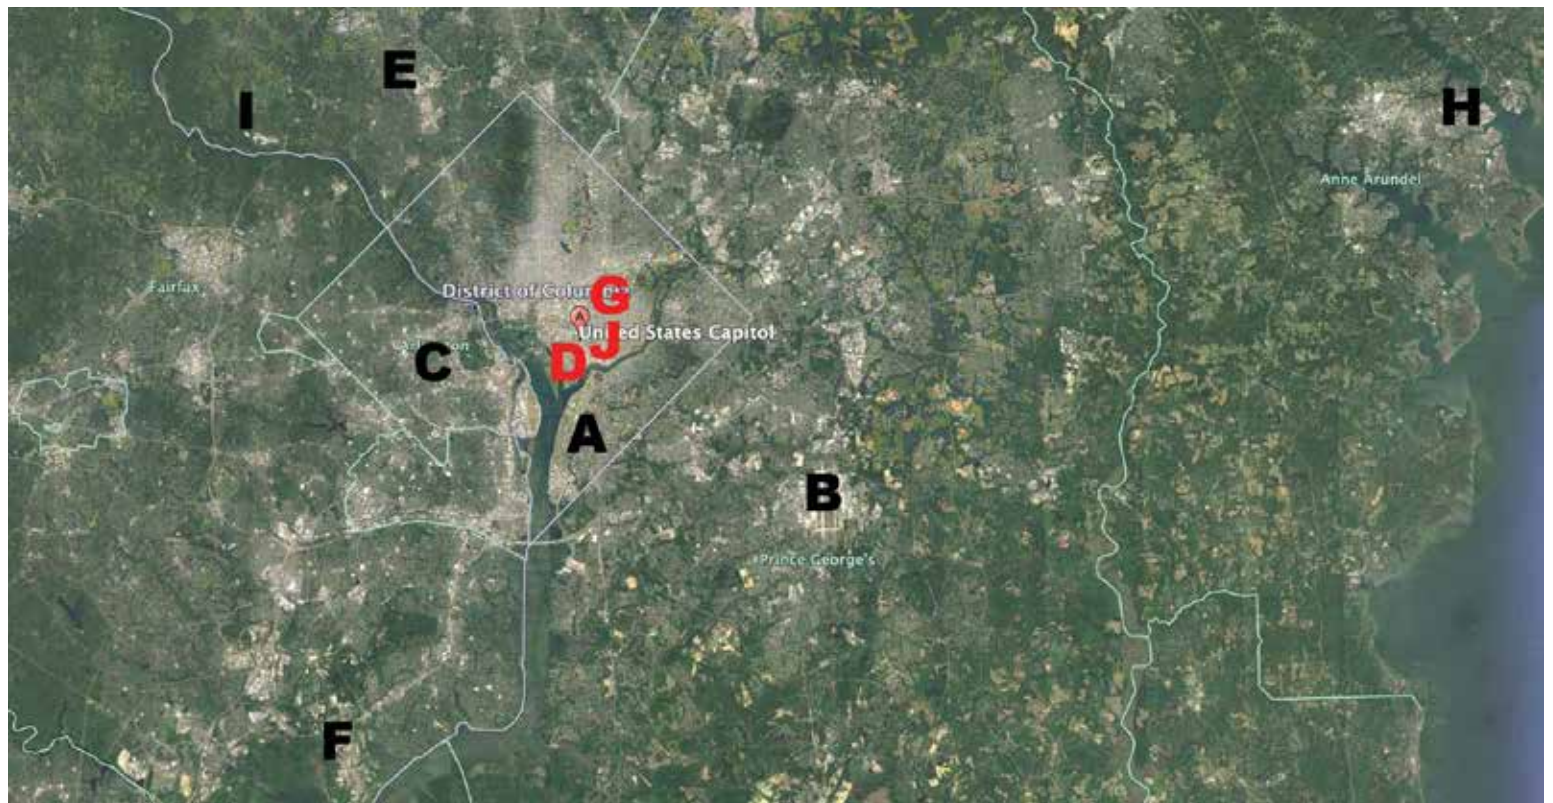 E
I
H
Anne Arundel
Fairfax
District of Columbia
G
A
United States Capitol
J
D
C
A
B
Prince George's
F